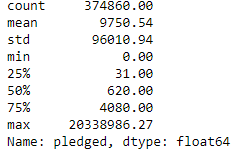 count 374860.00
mean 9750.54
std 96010.94
min 0.00
25% 31.00
50% 620.00
75% 4080.00
max 20338986.27
Name: pledged, dtype: float64